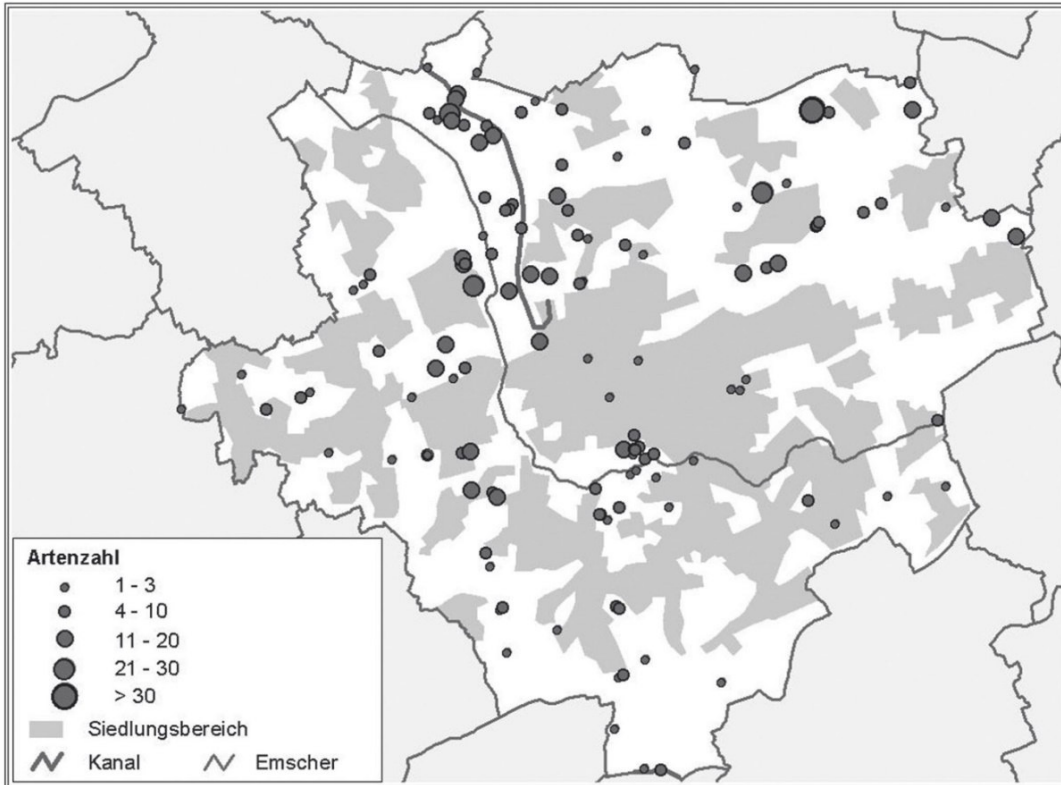 Artenzahl
1 - 3
4 - 10
11 - 20
21 - 30
> 30
Siedlungsbereich
Kanal Emscher